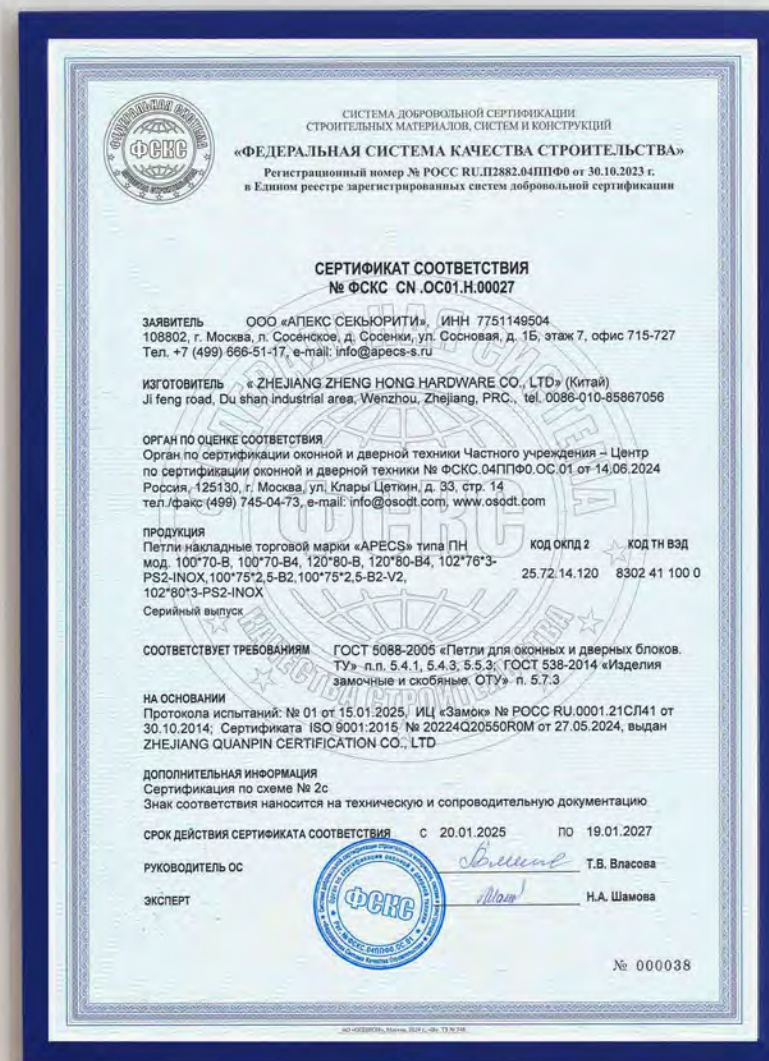 СИСТЕМА ДОБРОВОЛЬНОЙ СЕРТИФИКАЦИИ
СТРОИТЕЛЬНЫХ МАТЕРИАЛОВ, СИСТЕМ И КОНСТРУКЦИЙ
«ФЕДЕРАЛЬНАЯ СИСТЕМА КАЧЕСТВА СТРОИТЕЛЬСТВА»
Регистрационный номер № РОСС RU.П2882.04ППФ0 от 30.10.2023 г.
в Едином реестре зарегистрированных систем добровольной сертификации
ФЕДЕРАЛЬНАЯ СИСТЕМА
ФСКС
КАЧЕСТВА СТРОИТЕЛЬСТВА
СЕРТИФИКАТ СООТВЕТСТВИЯ
№ ФСКС CN .ОС01.Н.00027
ЗАЯВИТЕЛЬ ООО «АПЕКС СЕКЬЮРИТИ», ИНН 7751149504
108802, г. Москва, п. Сосенское, д. Сосенки, ул. Сосновая, д. 1Б, этаж 7, офис 715-727
Тел. +7 (499) 666-51-17, e-mail: info@apecs-s.ru
ИЗГОТОВИТЕЛЬ « ZHEJIANG ZHENG HONG HARDWARE CO., LTD» (Китай)
Ji feng road, Du shan industrial area, Wenzhou, Zhejiang, PRC., tel. 0086-010-85867056
ОРГАН ПО ОЦЕНКЕ СООТВЕТСТВИЯ
Орган по сертификации оконной и дверной техники Частного учреждения – Центр
по сертификации оконной и дверной техники № ФСКС.04ППФ0.ОС.01 от 14.06.2024
Россия, 125130, г. Москва, ул. Клары Цеткин, д. 33, стр. 14
тел./факс (499) 745-04-73, e-mail: info@osodt.com, www.osodt.com
ПРОДУКЦИЯ
Петли накладные торговой марки «APECS» типа ПН КОД ОКПД 2 КОД ТН ВЭД
мод. 100*70-B, 100*70-B4, 120*80-B, 120*80-B4, 102*76*3-
PS2-INOX,100*75*2,5-B2,100*75*2,5-B2-V2, 25.72.14.120 8302 41 100 0
102*80*3-PS2-INOX
Серийный выпуск
СООТВЕТСТВУЕТ ТРЕБОВАНИЯМ ГОСТ 5088-2005 «Петли для оконных и дверных блоков.
ТУ» п.п. 5.4.1, 5.4.3, 5.5.3; ГОСТ 538-2014 «Изделия
замочные и скобяные. ОТУ» п. 5.7.3
НА ОСНОВАНИИ
Протокола испытаний: № 01 от 15.01.2025, ИЦ «Замок» № РОСС RU.0001.21СЛ41 от
30.10.2014; Сертификата ISO 9001:2015 № 20224Q20550R0M от 27.05.2024, выдан
ZHEJIANG QUANPIN CERTIFICATION CO., LTD
ДОПОЛНИТЕЛЬНАЯ ИНФОРМАЦИЯ
Сертификация по схеме № 2с
Знак соответствия наносится на техническую и сопроводительную документацию
СРОК ДЕЙСТВИЯ СЕРТИФИКАТА СООТВЕТСТВИЯ С 20.01.2025 ПО 19.01.2027
РУКОВОДИТЕЛЬ ОС Т.В. Власова
ЭКСПЕРТ Н.А. Шамова
ФСКС
№ 000038